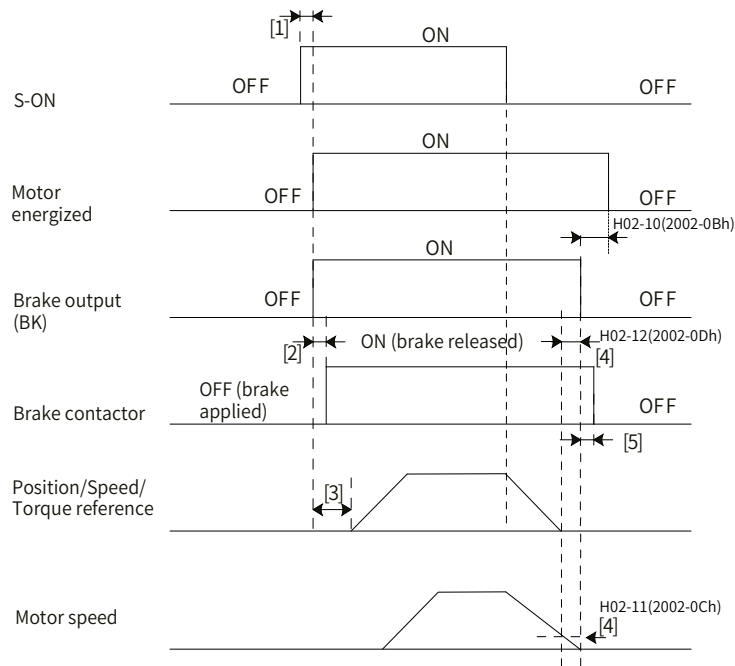 [1]
ON
S-ON
OFF
OFF
ON
Motor
energized
OFF
OFF
H02-10(2002-0Bh)
ON
Brake output
(BK)
OFF
OFF
[2]
ON (brake released)
[4]
H02-12(2002-0Dh)
OFF (brake
applied)
Brake contactor
OFF
[5]
Position/Speed/
Torque reference
[3]
H02-11(2002-0Ch)
Motor speed
[4]